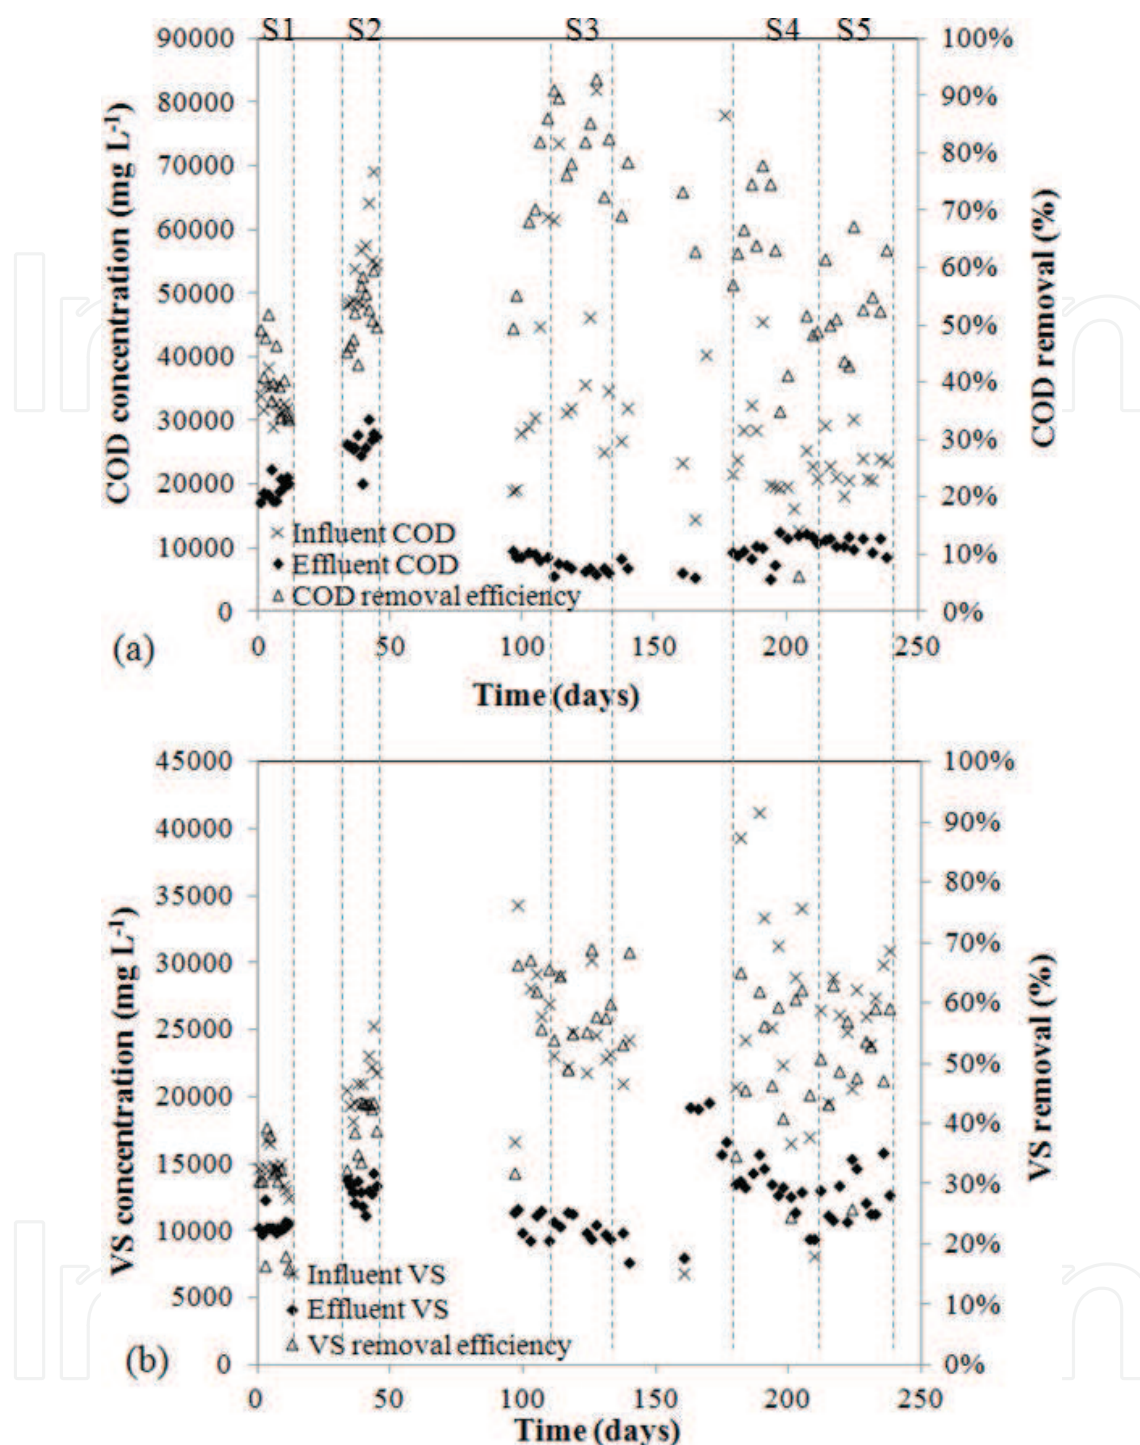 S1 S2 S3 S4 S5
90000 100%
80000 90%
70000 80%
60000 70%
50000 60%
40000 50%
30000 40%
20000 30%
10000 20%
0 10%
0%
COD concentration (mg L⁻¹)
COD removal (%)
Influent COD
Effluent COD
COD removal efficiency
0 50 100 150 200 250
(a)
Time (days)
45000 100%
40000 90%
35000 80%
30000 70%
25000 60%
20000 50%
15000 40%
10000 30%
5000 20%
0 10%
0%
VS concentration (mg L⁻¹)
VS removal (%)
Influent VS
Effluent VS
VS removal efficiency
(b)
0 50 100 150 200 250
Time (days)